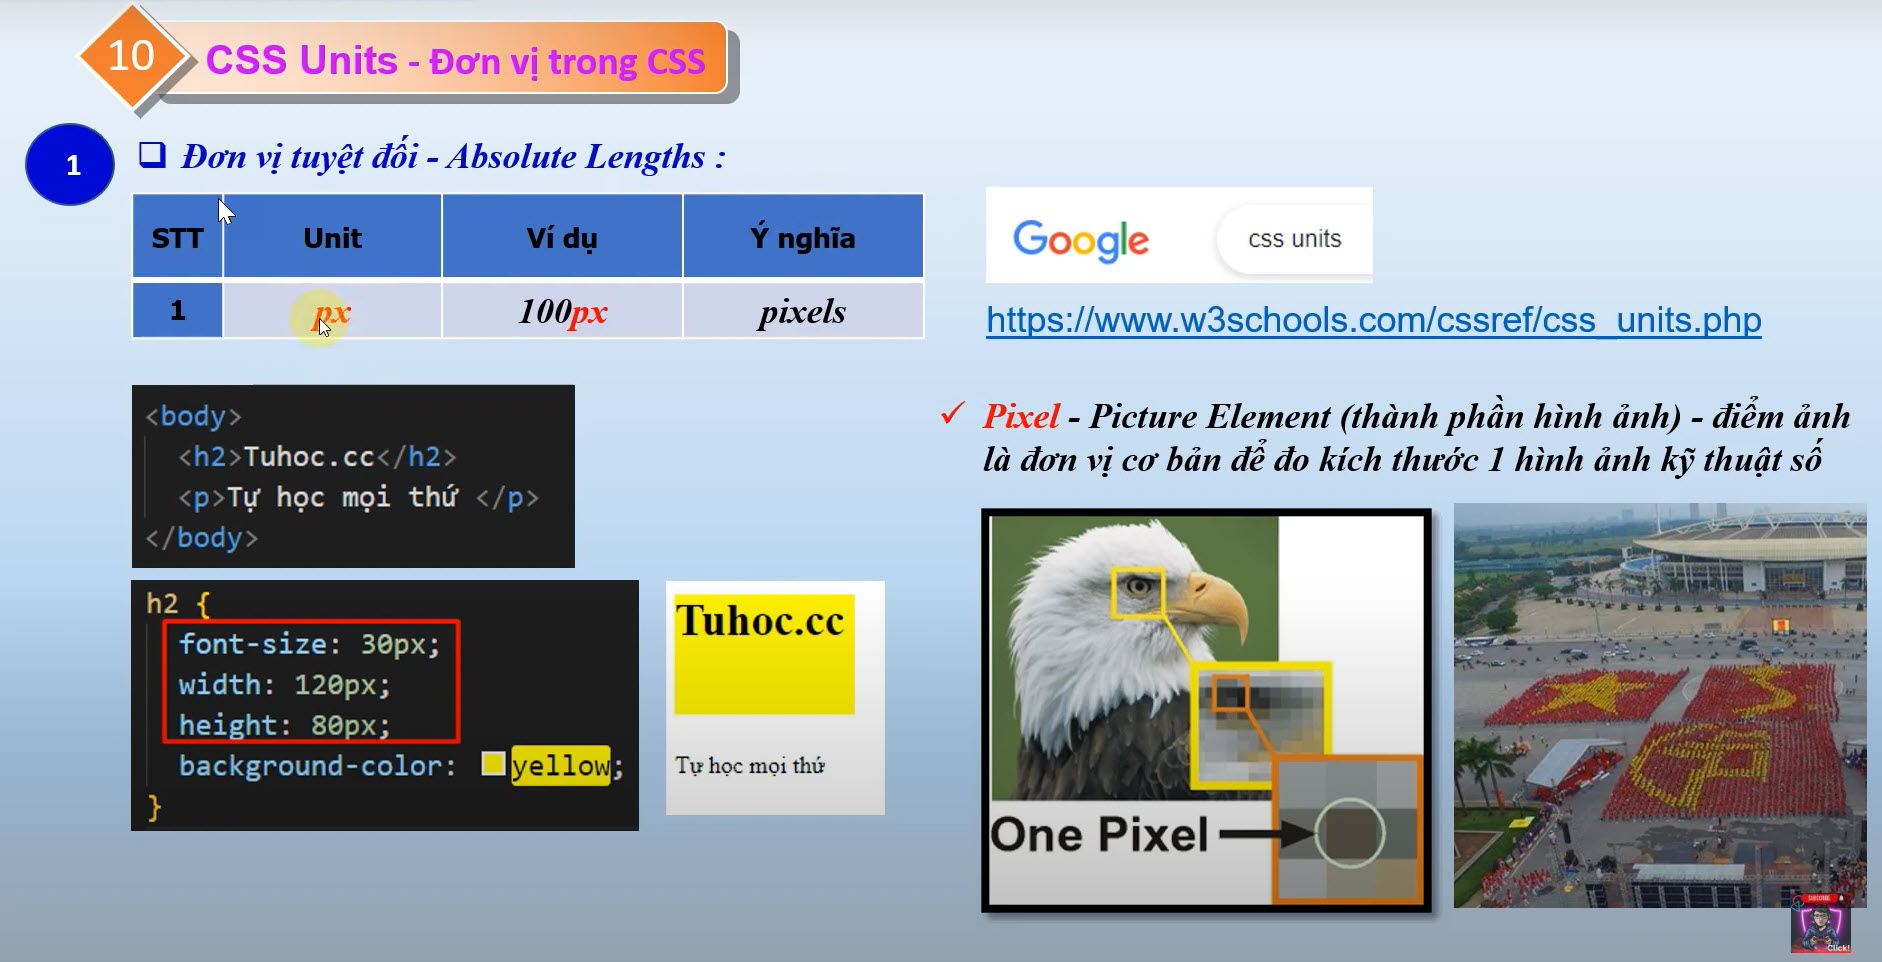 10
CSS Units - Đơn vị trong CSS
1
Đơn vị tuyệt đối - Absolute Lengths :
STT Unit Ví dụ Ý nghĩa
1 px 100px pixels
Google css units
https://www.w3schools.com/cssref/css_units.php
<body>
<h2>Tuhoc.cc</h2>
<p>Tự học mọi thứ </p>
</body>
h2 {
font-size: 30px;
width: 120px;
height: 80px;
background-color: yellow;
}
Tuhoc.cc
Tự học mọi thứ
Pixel - Picture Element (thành phần hình ảnh) - điểm ảnh
là đơn vị cơ bản để đo kích thước 1 hình ảnh kỹ thuật số
One Pixel
SUBSCRIBE
Click!